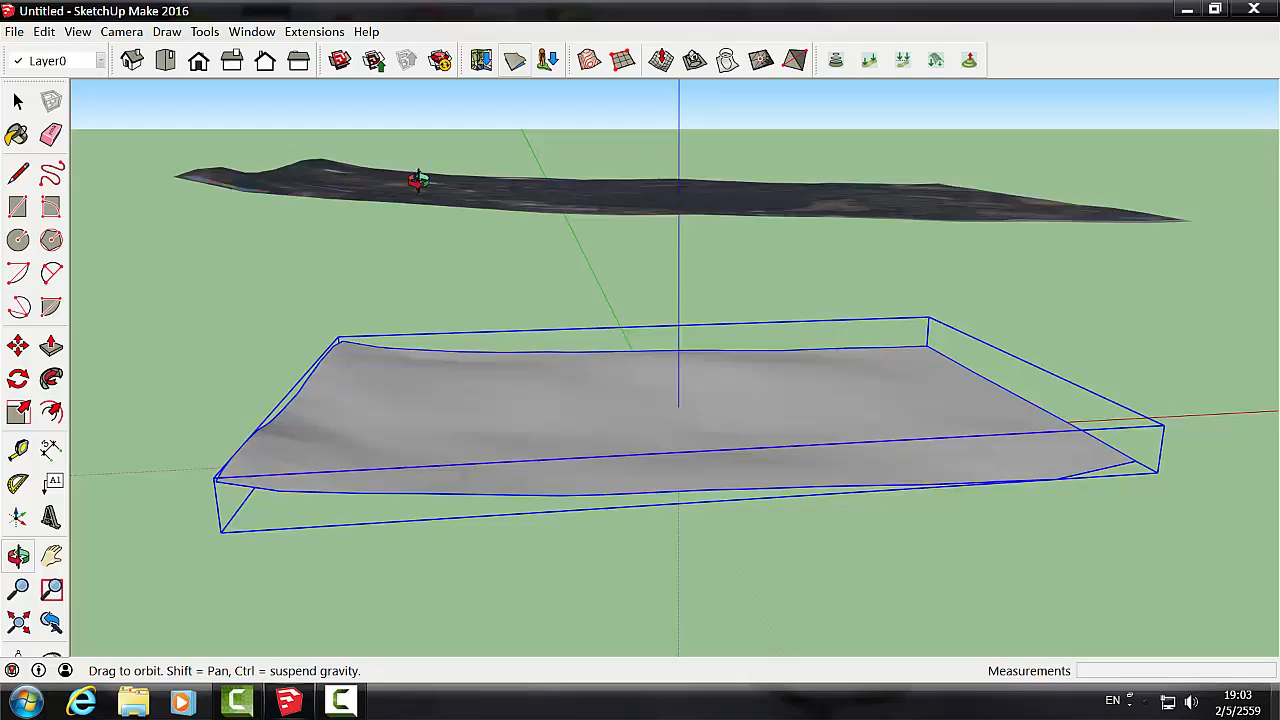 Untitled - SketchUp Make 2016
File Edit View Camera Draw Tools Window Extensions Help
✓ Layer0
A1
Drag to orbit. Shift = Pan, Ctrl = suspend gravity.
Measurements
EN
19:03
2/5/2559